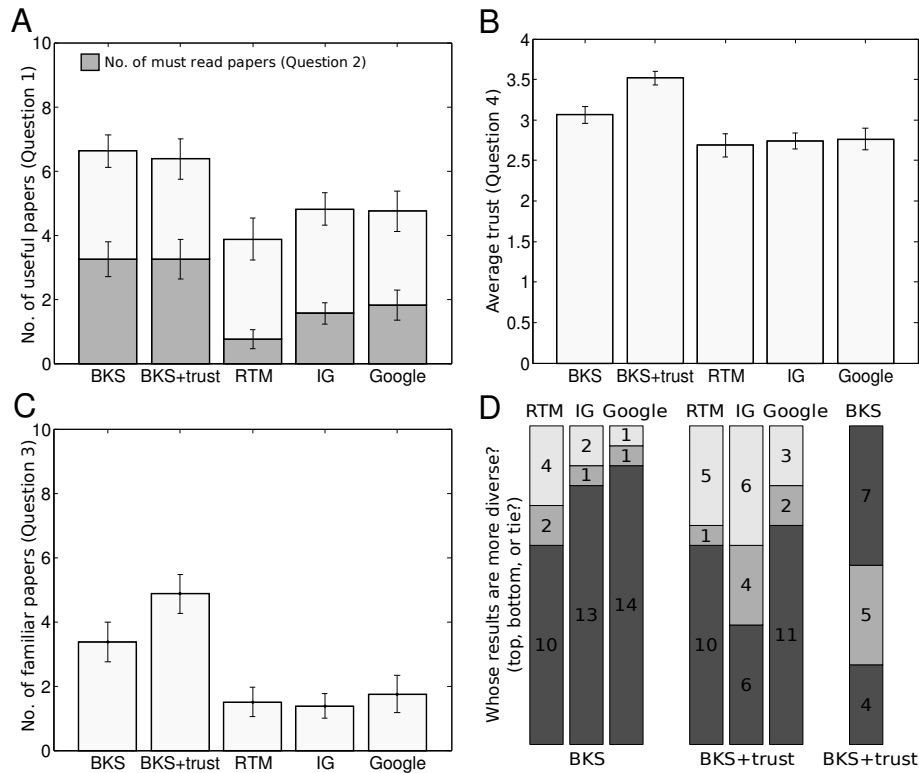 A
No. of useful papers (Question 1)
10
8
6
4
2
0
No. of must read papers (Question 2)
BKS BKS+trust RTM IG Google
B
Average trust (Question 4)
4
3.5
3
2.5
2
1.5
1
0.5
0
BKS BKS+trust RTM IG Google
C
No. of familiar papers (Question 3)
10
8
6
4
2
0
BKS BKS+trust RTM IG Google
D
Whose results are more diverse?
(top, bottom, or tie?)
RTM IG Google
4 2 1
2 1 1
10 13 14
BKS
RTM IG Google
5 6 3
1 4 2
10 6 11
BKS+trust
BKS
7
5
4
BKS+trust